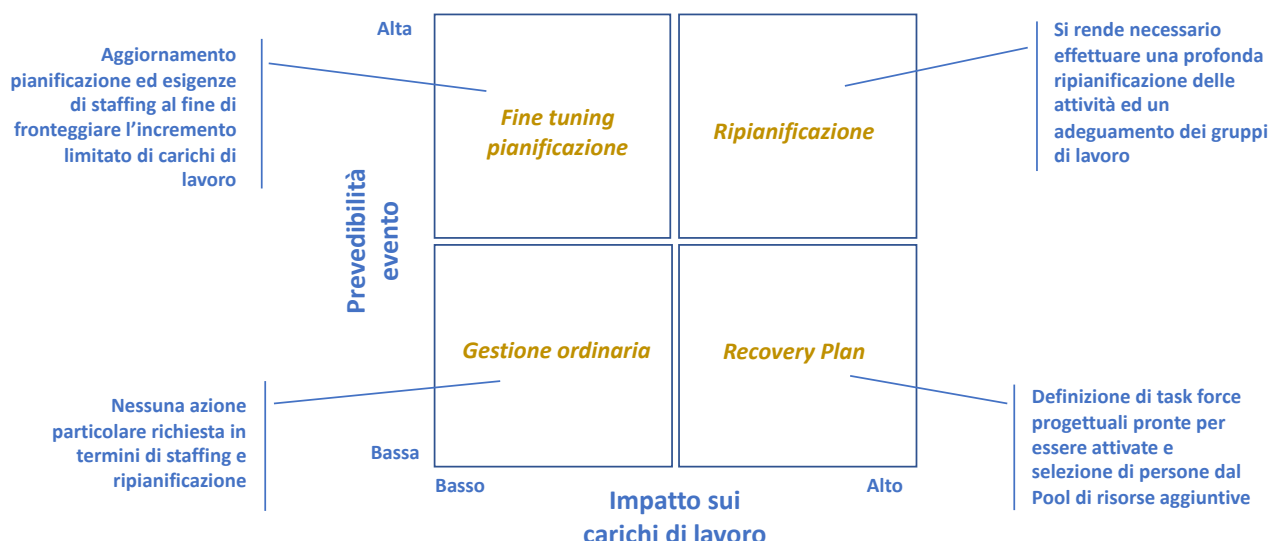 Alta
Aggiornamento
pianificazione ed esigenze
di staffing al fine di
fronteggiare l’incremento
limitato di carichi di
lavoro
Fine tuning
pianificazione
Ripianificazione
Si rende necessario
effettuare una profonda
ripianificazione delle
attività ed un
adeguamento dei gruppi
di lavoro
Prevedibilità
evento
Gestione ordinaria
Recovery Plan
Nessuna azione
particolare richiesta in
termini di staffing e
ripianificazione
Bassa
Definizione di task force
progettuali pronte per
essere attivate e
selezione di persone dal
Pool di risorse aggiuntive
Basso
Alto
Impatto sui
carichi di lavoro